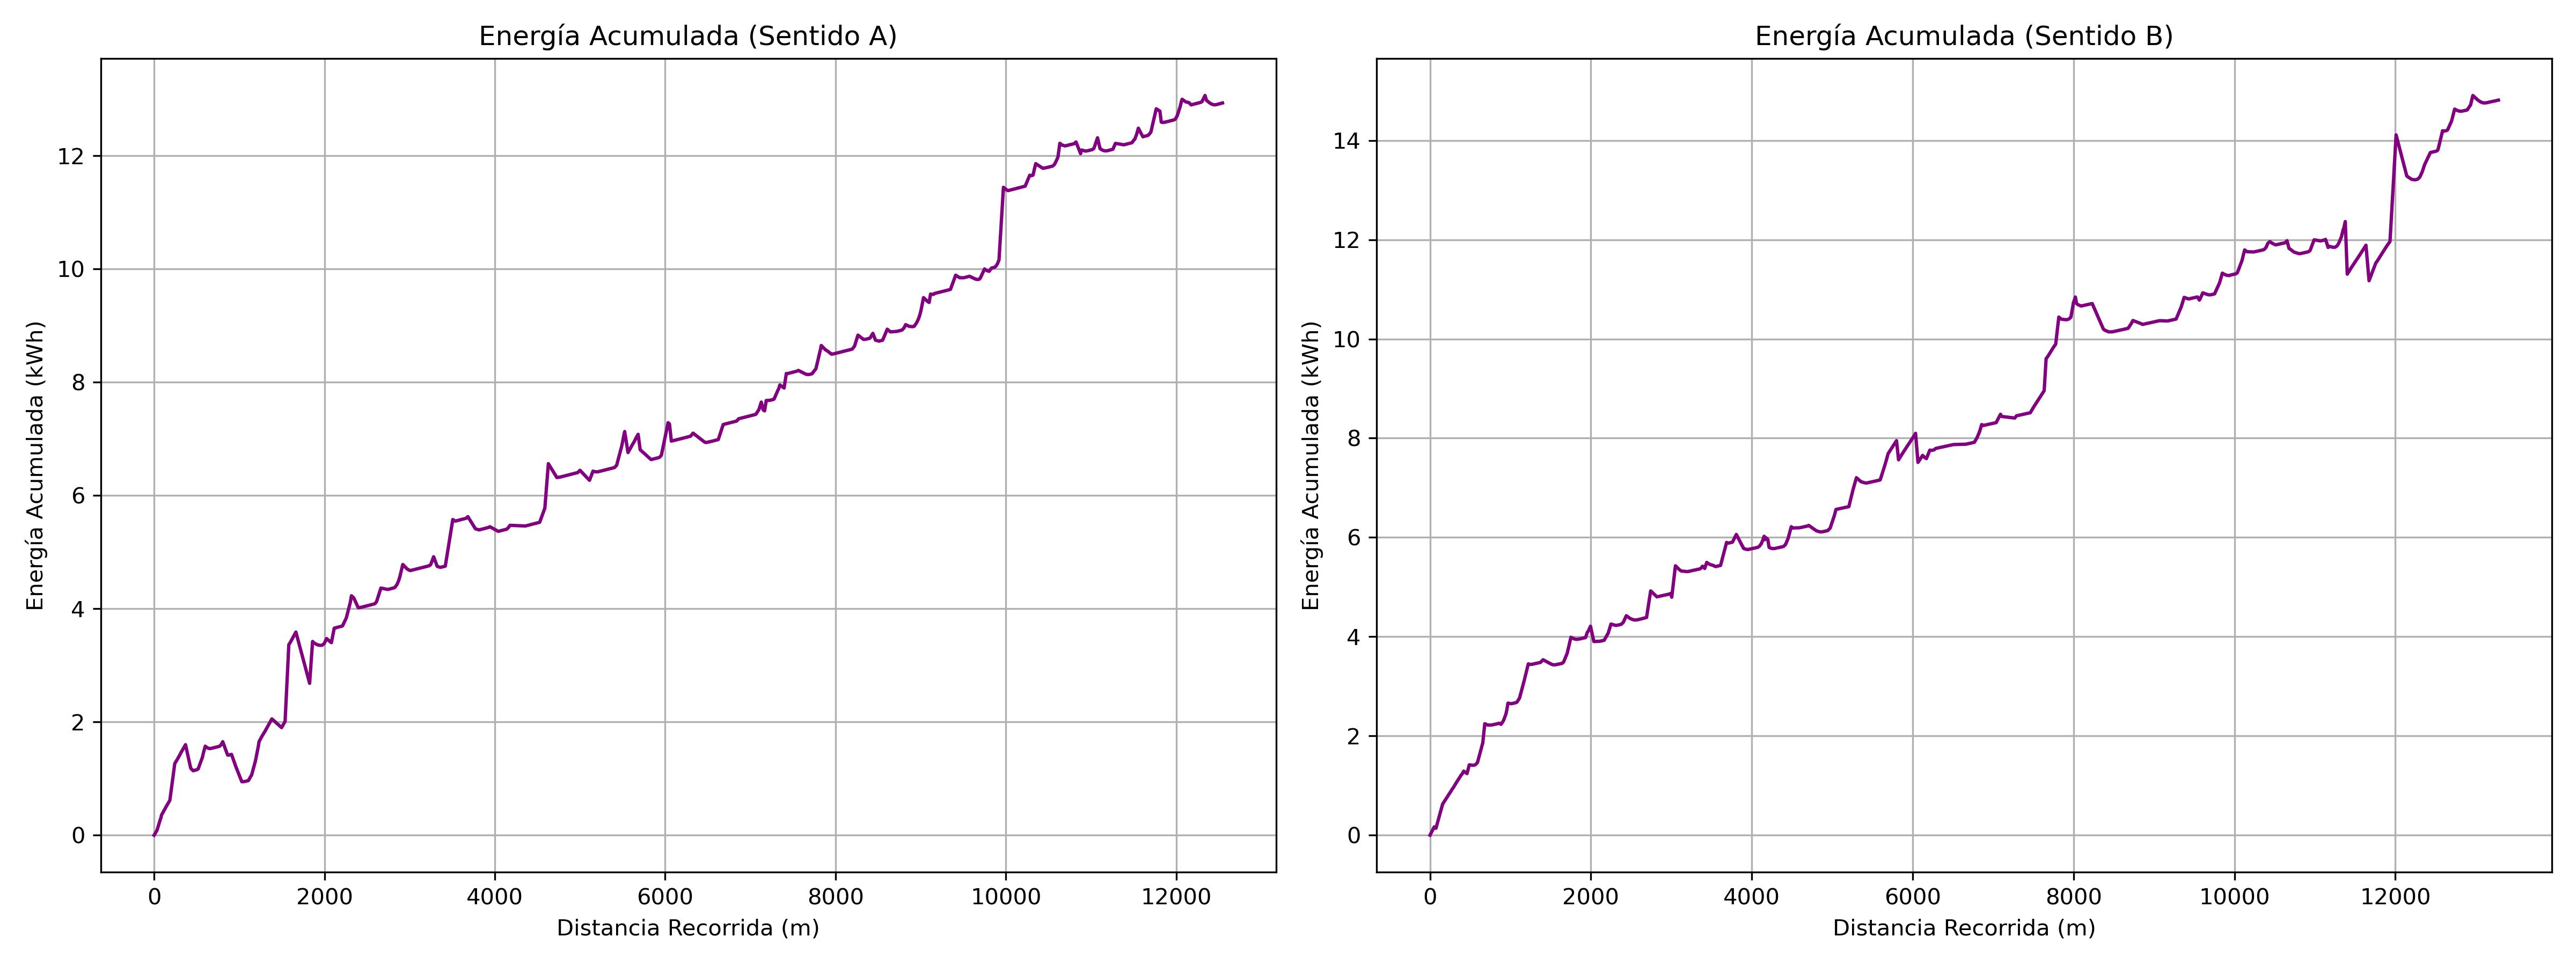 Energía Acumulada (Sentido A)
Energía Acumulada (kWh)
12
10
8
6
4
2
0
0 2000 4000 6000 8000 10000 12000
Distancia Recorrida (m)
Energía Acumulada (Sentido B)
Energía Acumulada (kWh)
14
12
10
8
6
4
2
0
0 2000 4000 6000 8000 10000 12000
Distancia Recorrida (m)